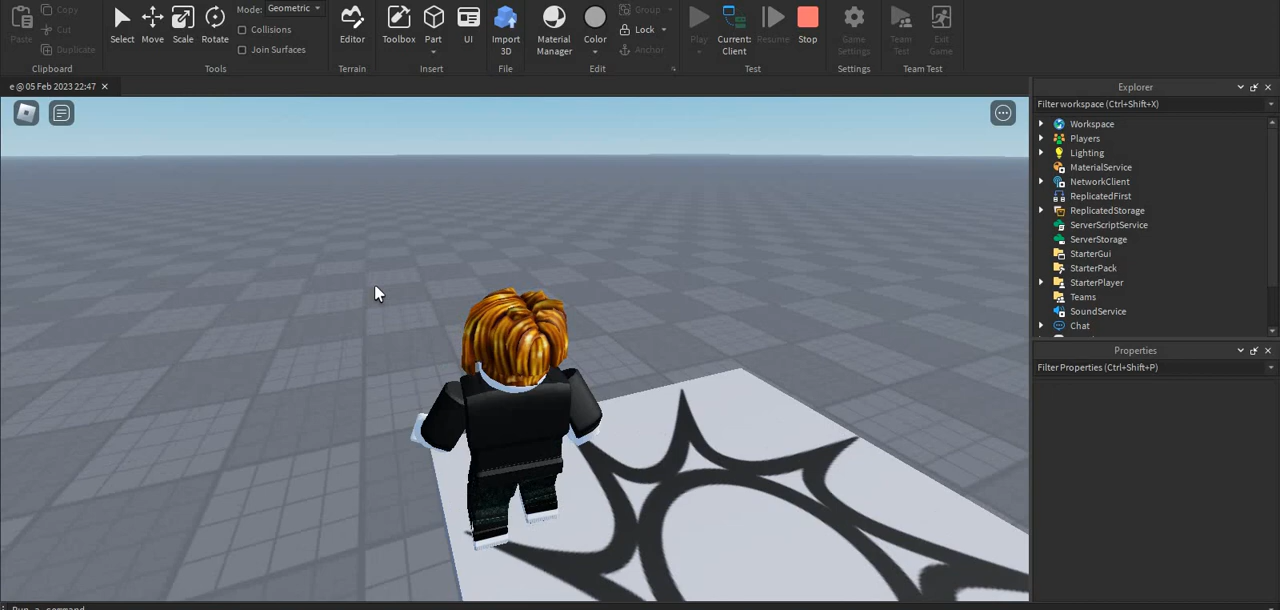 Paste
Copy
Cut
Duplicate
Clipboard
Select
Move
Scale
Rotate
Mode: Geometric
Collisions
Join Surfaces
Tools
Editor
Terrain
Toolbox
Part
UI
Insert
Import
3D
File
Material
Manager
Color
Group
Lock
Anchor
Edit
Play
Current:
Client
Resume
Stop
Test
Game
Settings
Settings
Team
Test
Exit
Game
Team Test
e @ 05 Feb 2023 22:47
Explorer
Filter workspace (Ctrl+Shift+X)
Workspace
Players
Lighting
MaterialService
NetworkClient
ReplicatedFirst
ReplicatedStorage
ServerScriptService
ServerStorage
StarterGui
StarterPack
StarterPlayer
Teams
SoundService
Chat
Properties
Filter Properties (Ctrl+Shift+P)
Run a command